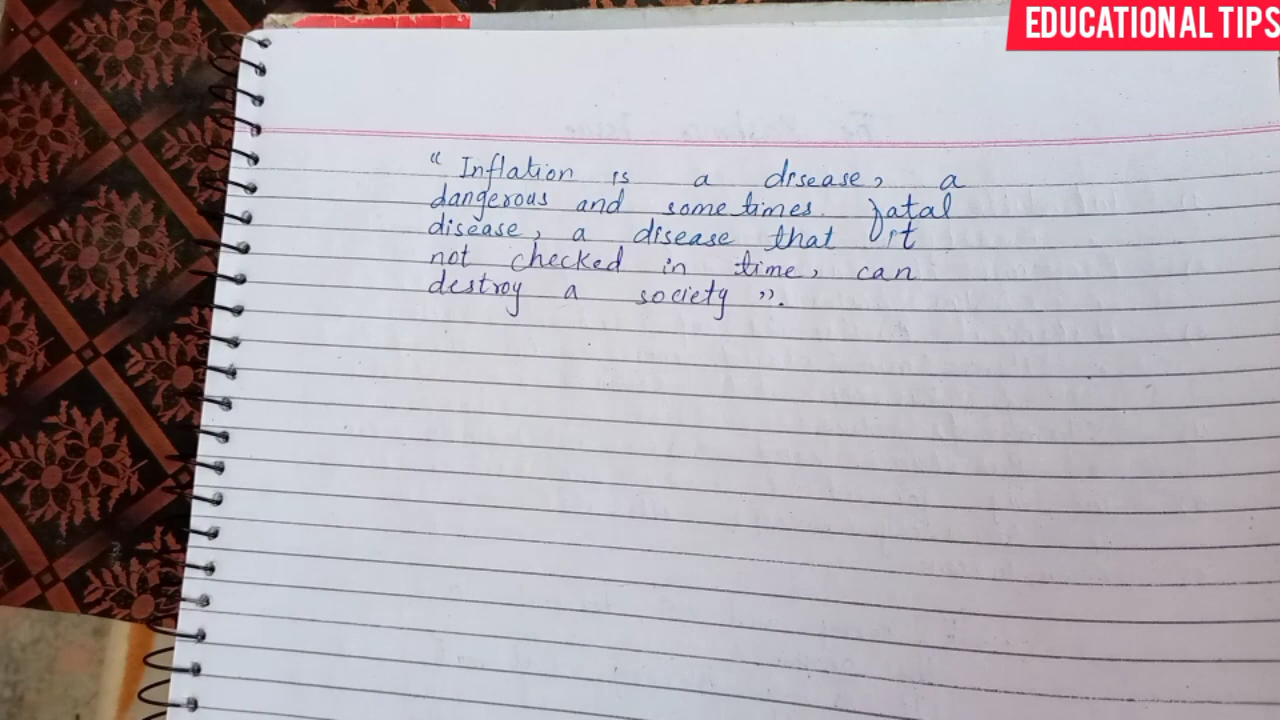 EDUCATIONAL TIPS
“ Inflation is a disease, a
dangerous and sometimes fatal
disease, a disease that it
not checked in time, can
destroy a society ”.